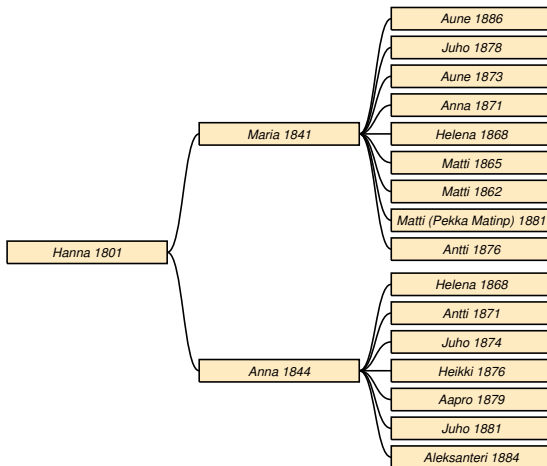 Aune 1886
Juho 1878
Aune 1873
Anna 1871
Maria 1841
Helena 1868
Matti 1865
Matti 1862
Matti (Pekka Matinp) 1881
Hanna 1801
Antti 1876
Helena 1868
Antti 1871
Juho 1874
Anna 1844
Heikki 1876
Aapro 1879
Juho 1881
Aleksanteri 1884